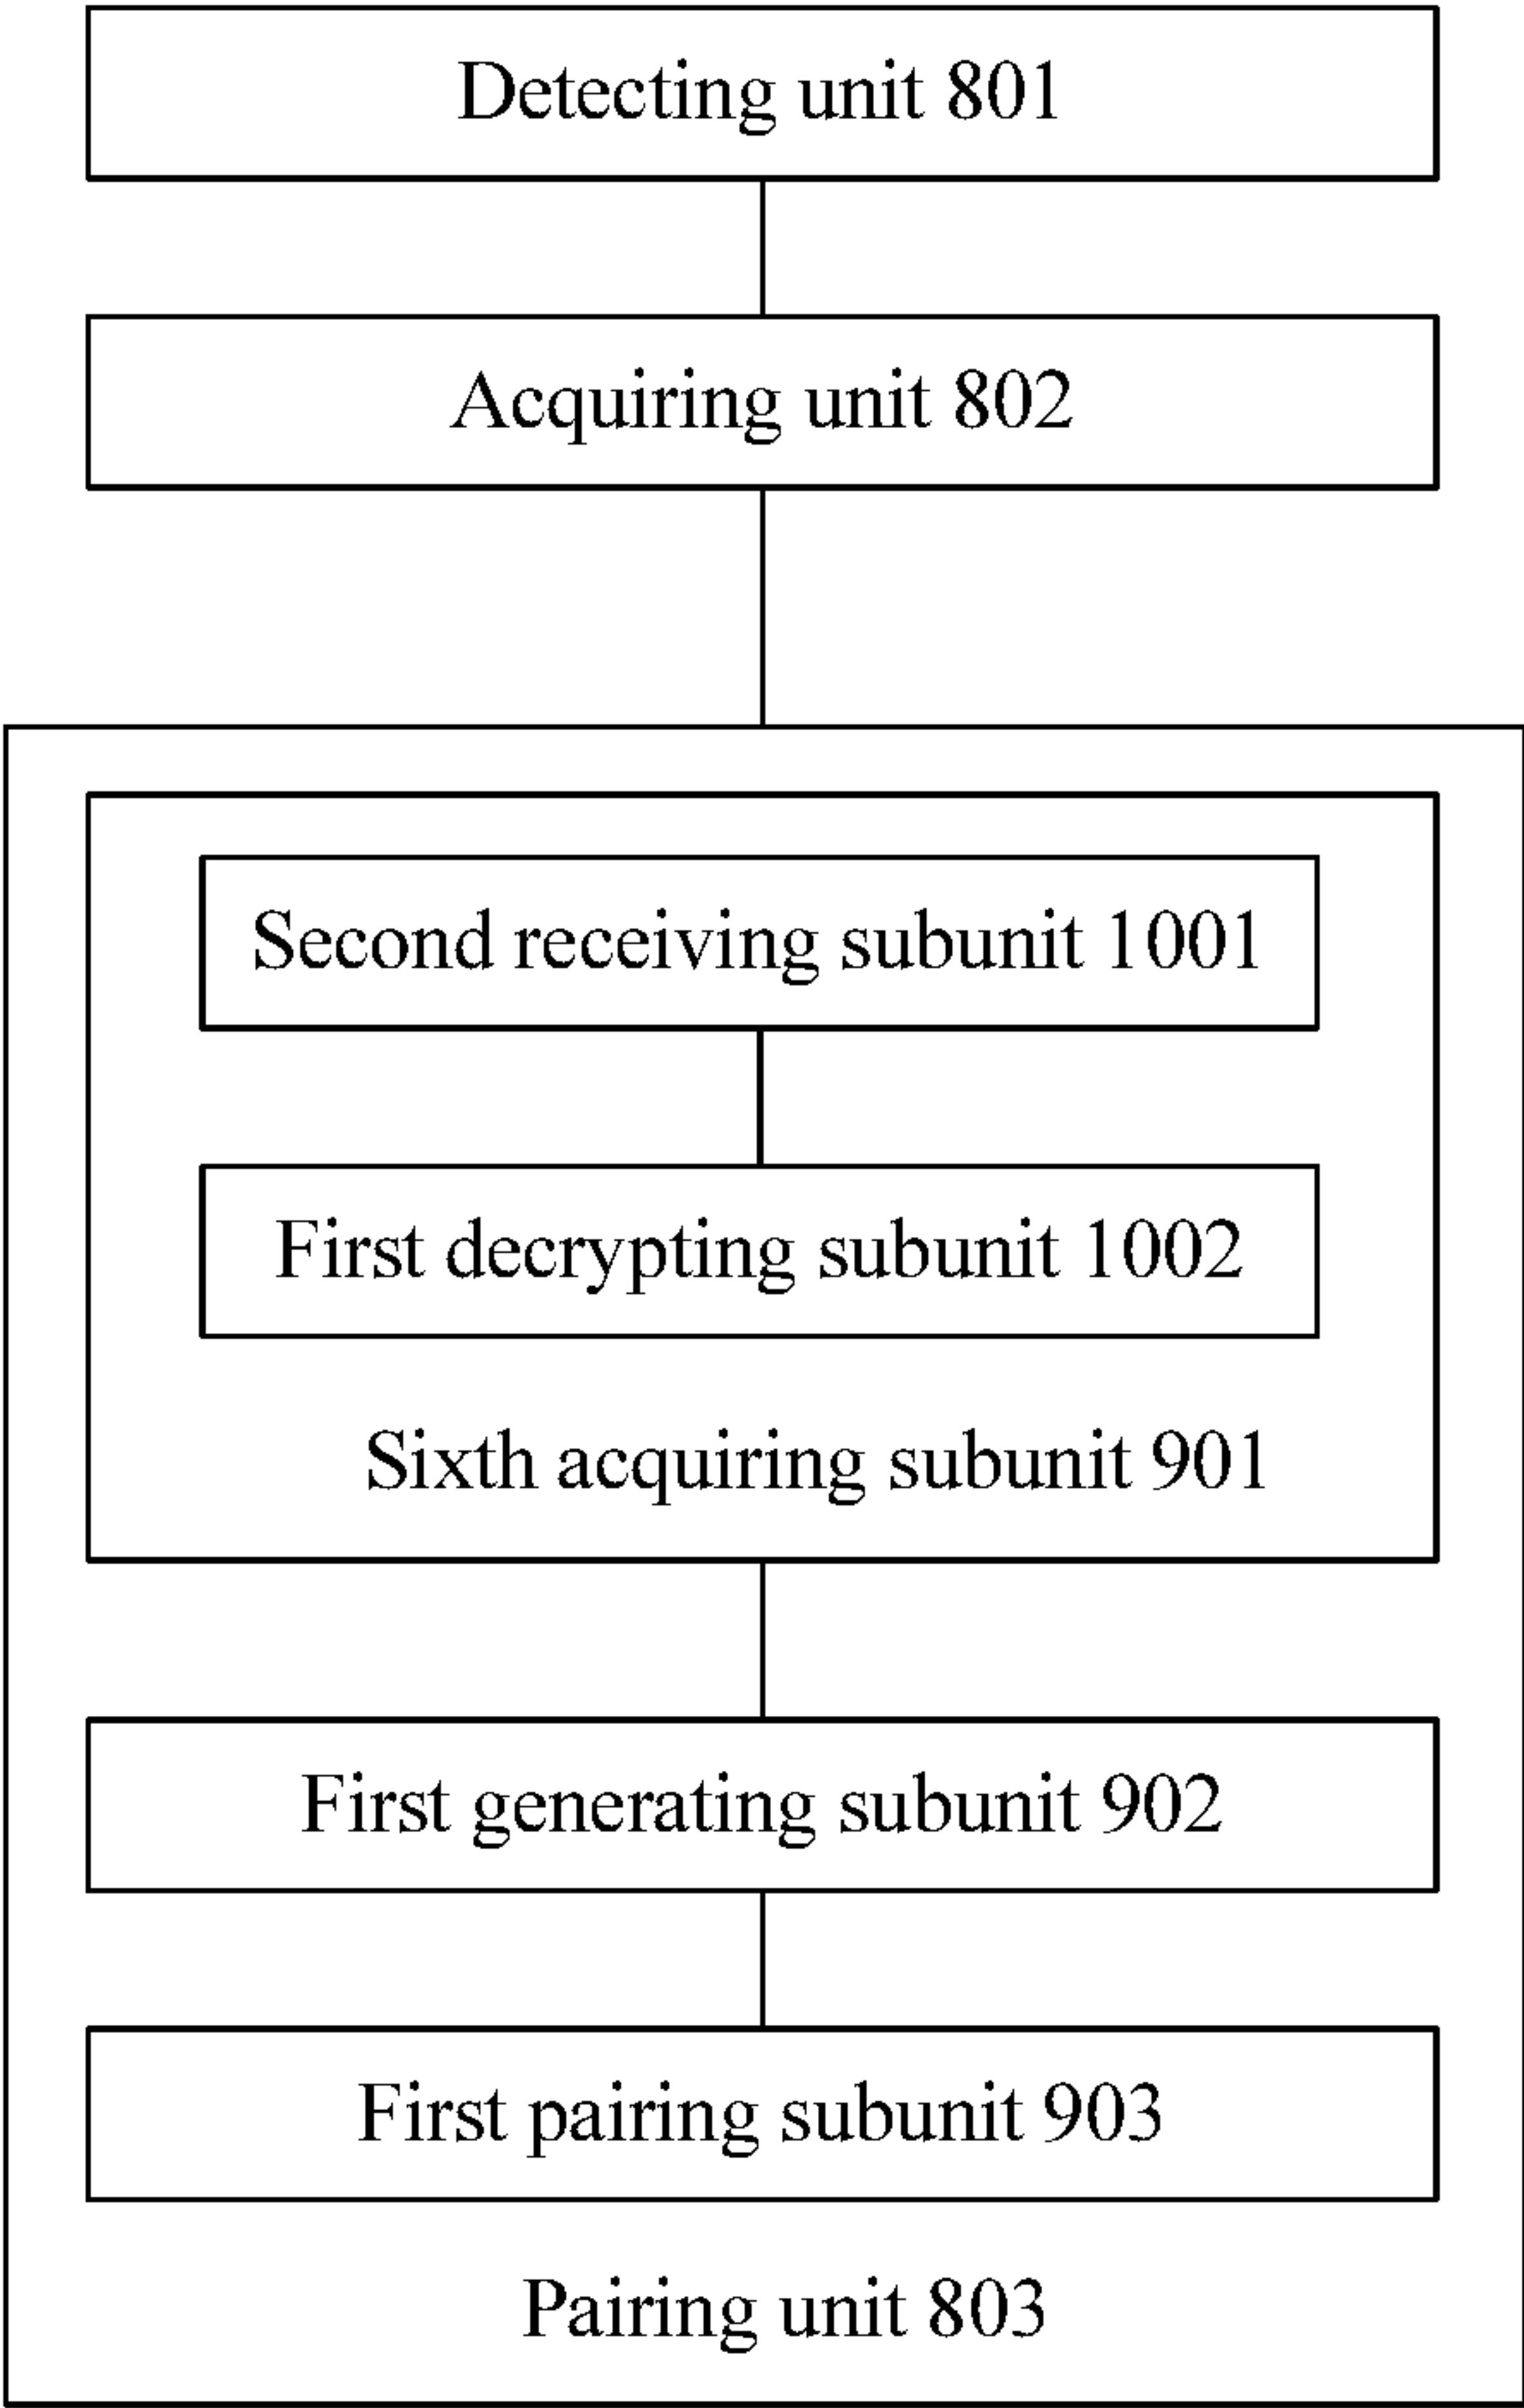 Detecting unit 801
Acquiring unit 802
Second receiving subunit 1001
First decrypting subunit 1002
Sixth acquiring subunit 901
First generating subunit 902
First pairing subunit 903
Pairing unit 803